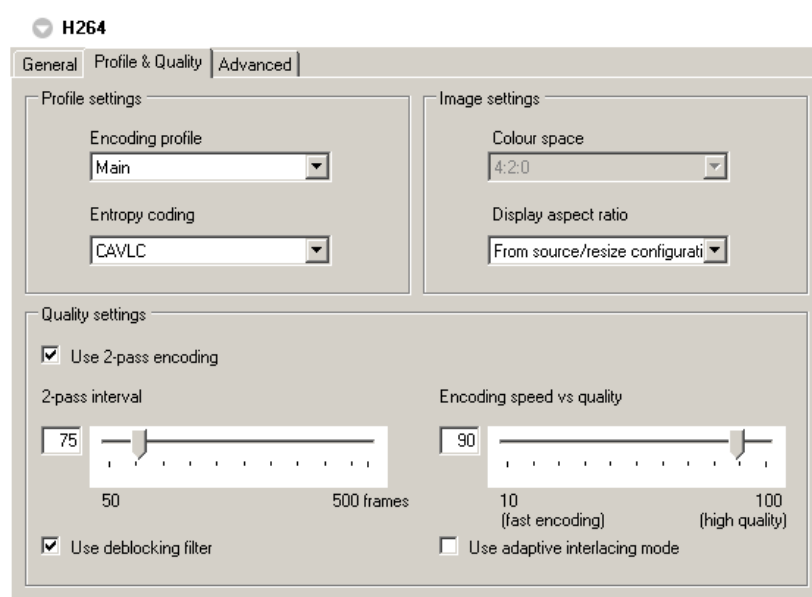 H264
General Profile & Quality Advanced
Profile settings
Encoding profile
Main
Entropy coding
CAVLC
Image settings
Colour space
4:2:0
Display aspect ratio
From source/resize configurati
Quality settings
Use 2-pass encoding
2-pass interval
75
50 500 frames
Encoding speed vs quality
90
10 100
(fast encoding) (high quality)
Use deblocking filter
Use adaptive interlacing mode